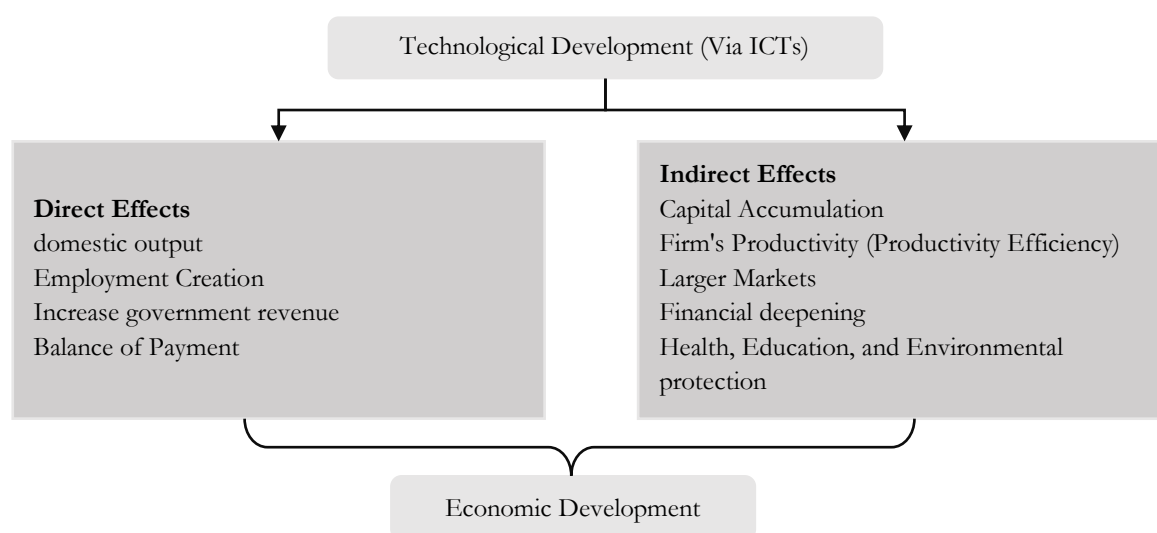 Technological Development (Via ICTs)
Direct Effects
domestic output
Employment Creation
Increase government revenue
Balance of Payment
Indirect Effects
Capital Accumulation
Firm's Productivity (Productivity Efficiency)
Larger Markets
Financial deepening
Health, Education, and Environmental
protection
Economic Development